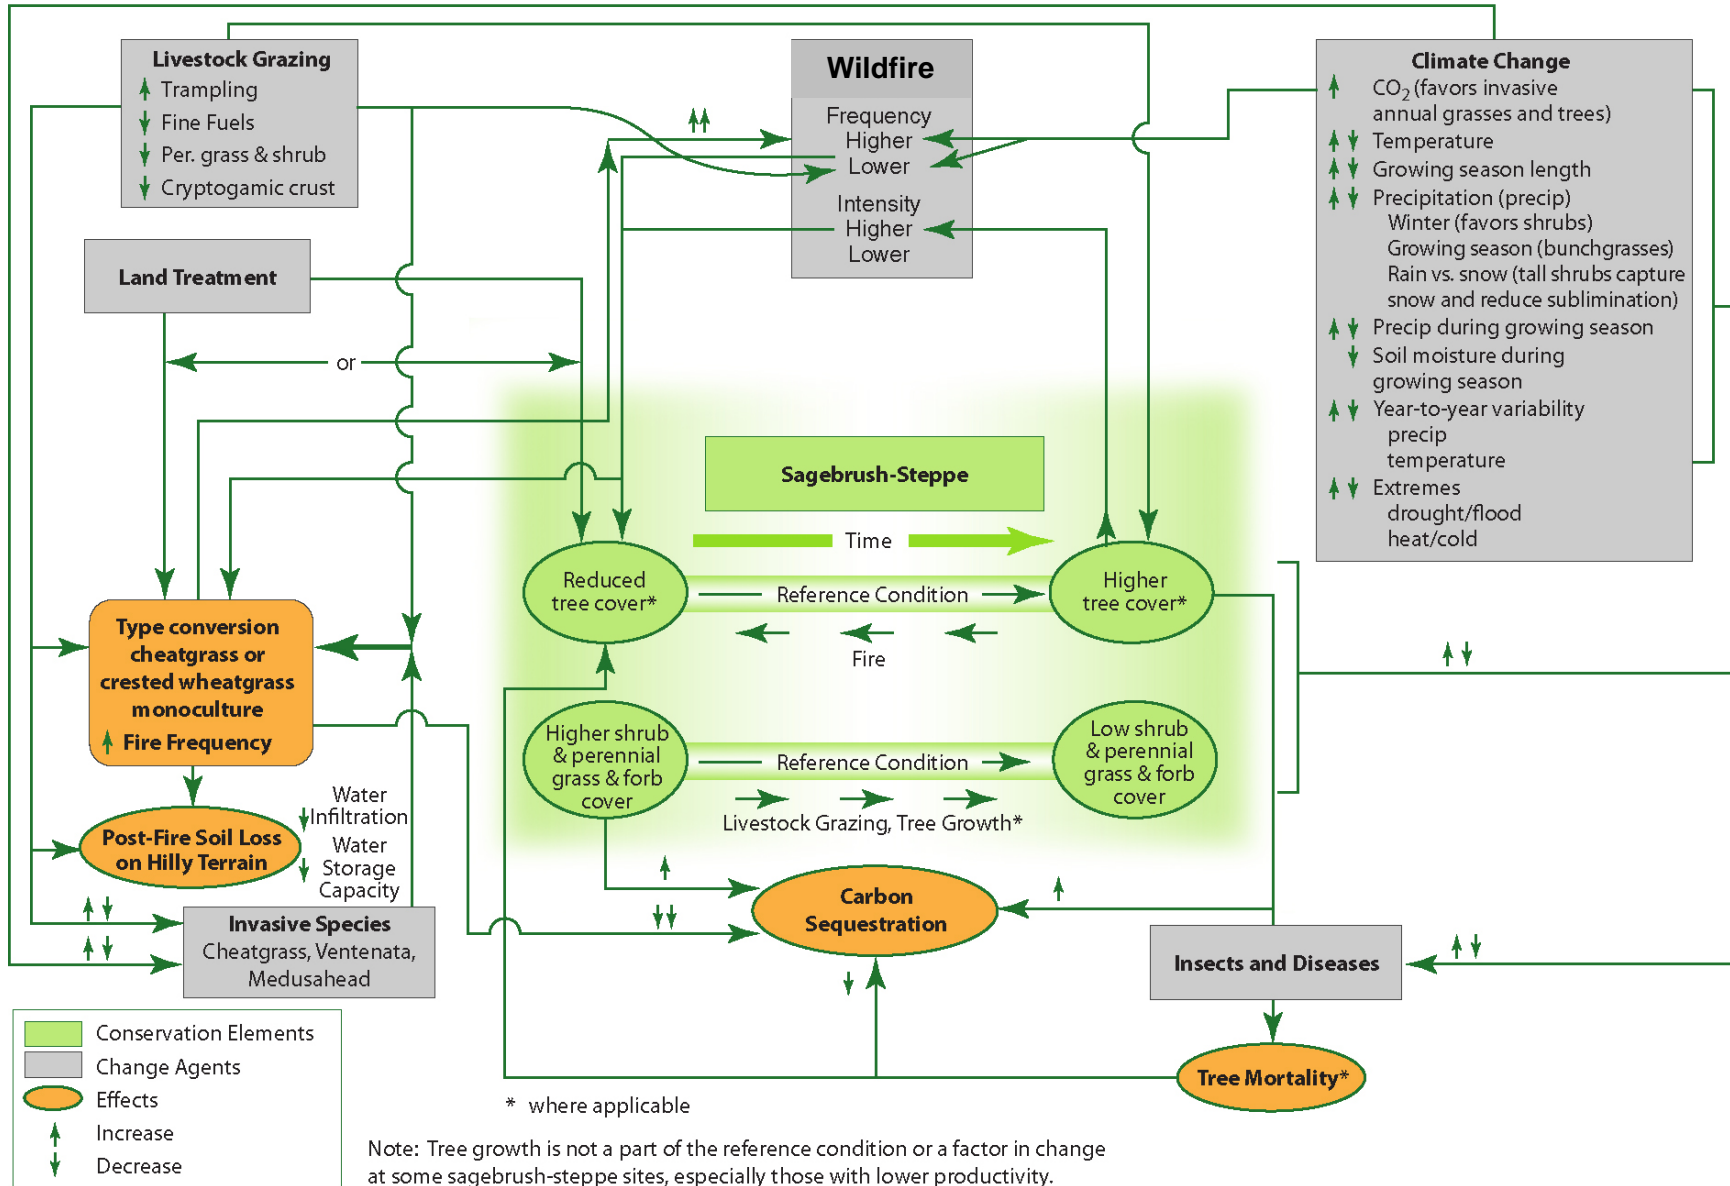 Livestock Grazing
Trampling
Fine Fuels
Per. grass & shrub
Cryptogamic crust
Wildfire
Frequency
Higher
Lower
Intensity
Higher
Lower
Climate Change
CO₂ (favors invasive
annual grasses and trees)
Temperature
Growing season length
Precipitation (precip)
Winter (favors shrubs)
Growing season (bunchgrasses)
Rain vs. snow (tall shrubs capture
snow and reduce sublimination)
Precip during growing season
Soil moisture during
growing season
Year-to-year variability
precip
temperature
Extremes
drought/flood
heat/cold
Land Treatment
or
Sagebrush-Steppe
Time
Reduced
tree cover*
Reference Condition
Higher
tree cover*
Fire
Type conversion
cheatgrass or
crested wheatgrass
monoculture
Fire Frequency
Higher shrub
& perennial
grass & forb
cover
Reference Condition
Low shrub
& perennial
grass & forb
cover
Livestock Grazing, Tree Growth*
Water
Infiltration
Post-Fire Soil Loss
on Hilly Terrain
Water
Storage
Capacity
Carbon
Sequestration
Invasive Species
Cheatgrass, Ventenata,
Medusahead
Insects and Diseases
Tree Mortality*
Conservation Elements
Change Agents
Effects
Increase
Decrease
* where applicable
Note: Tree growth is not a part of the reference condition or a factor in change
at some sagebrush-steppe sites, especially those with lower productivity.